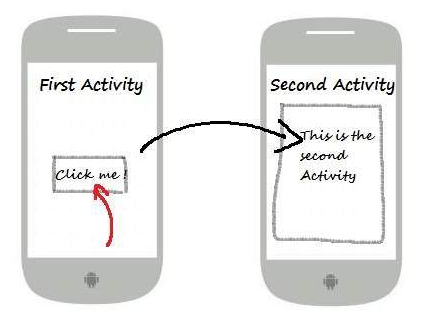 First Activity
Click me !
Second Activity
This is the
second
Activity